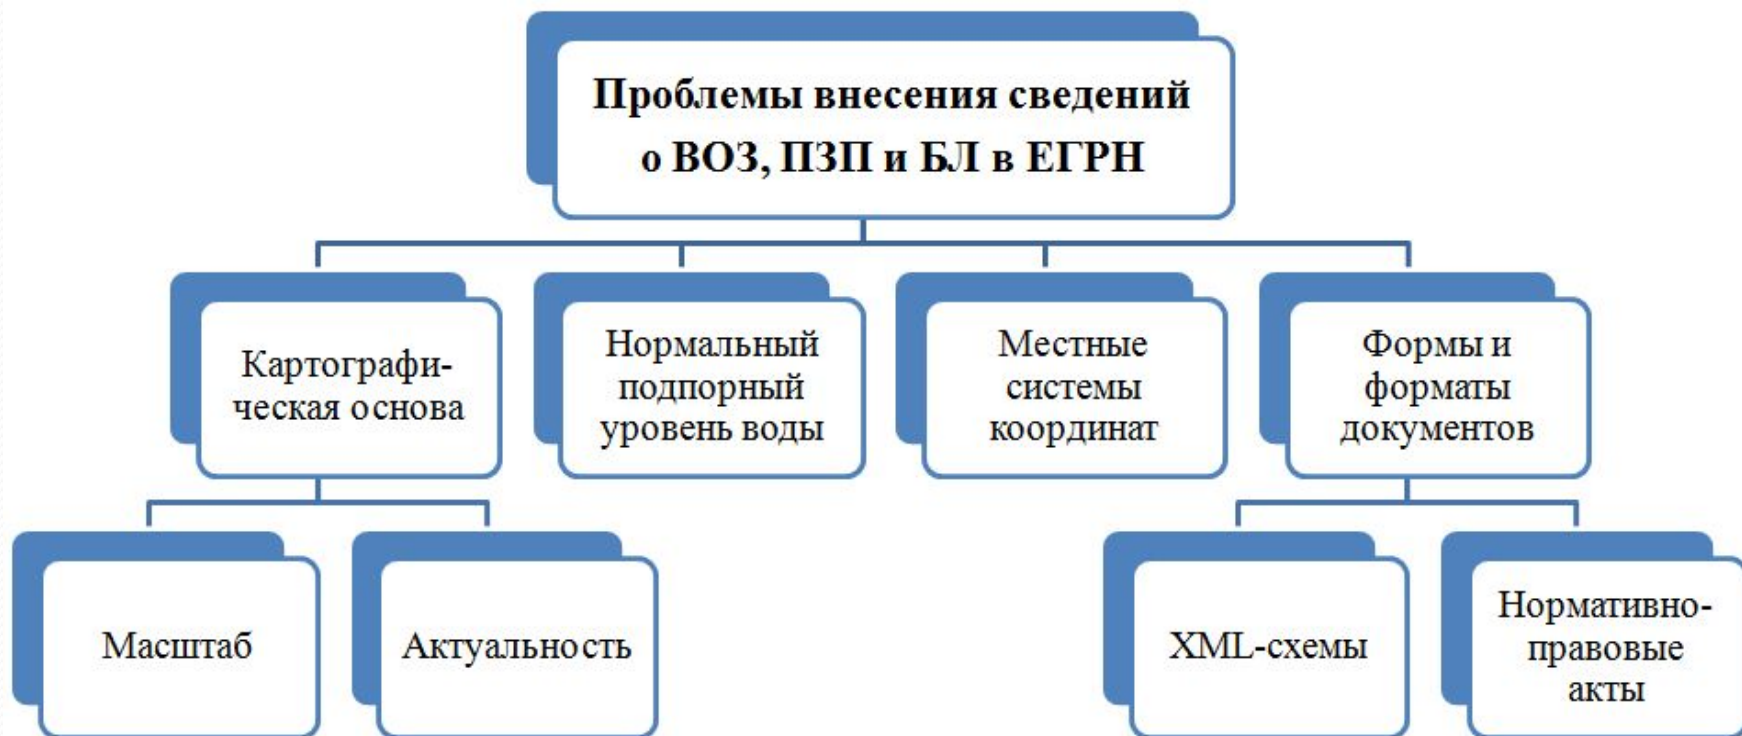 Проблемы внесения сведений
о ВОЗ, ПЗП и БЛ в ЕГРН
Картографи-
ческая основа
Нормальный
подпорный
уровень воды
Местные
системы
координат
Формы и
форматы
документов
Масштаб
Актуальность
XML-схемы
Нормативно-
правовые
акты